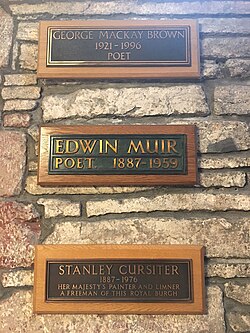 GEORGE MACKAY BROWN
1921-1996
POET
EDWIN MUIR
POET. 1887-1959
STANLEY CURSITER
1887-1976
HER MAJESTY'S PAINTER AND LIMNER
A FREEMAN OF THIS ROYAL BURGH